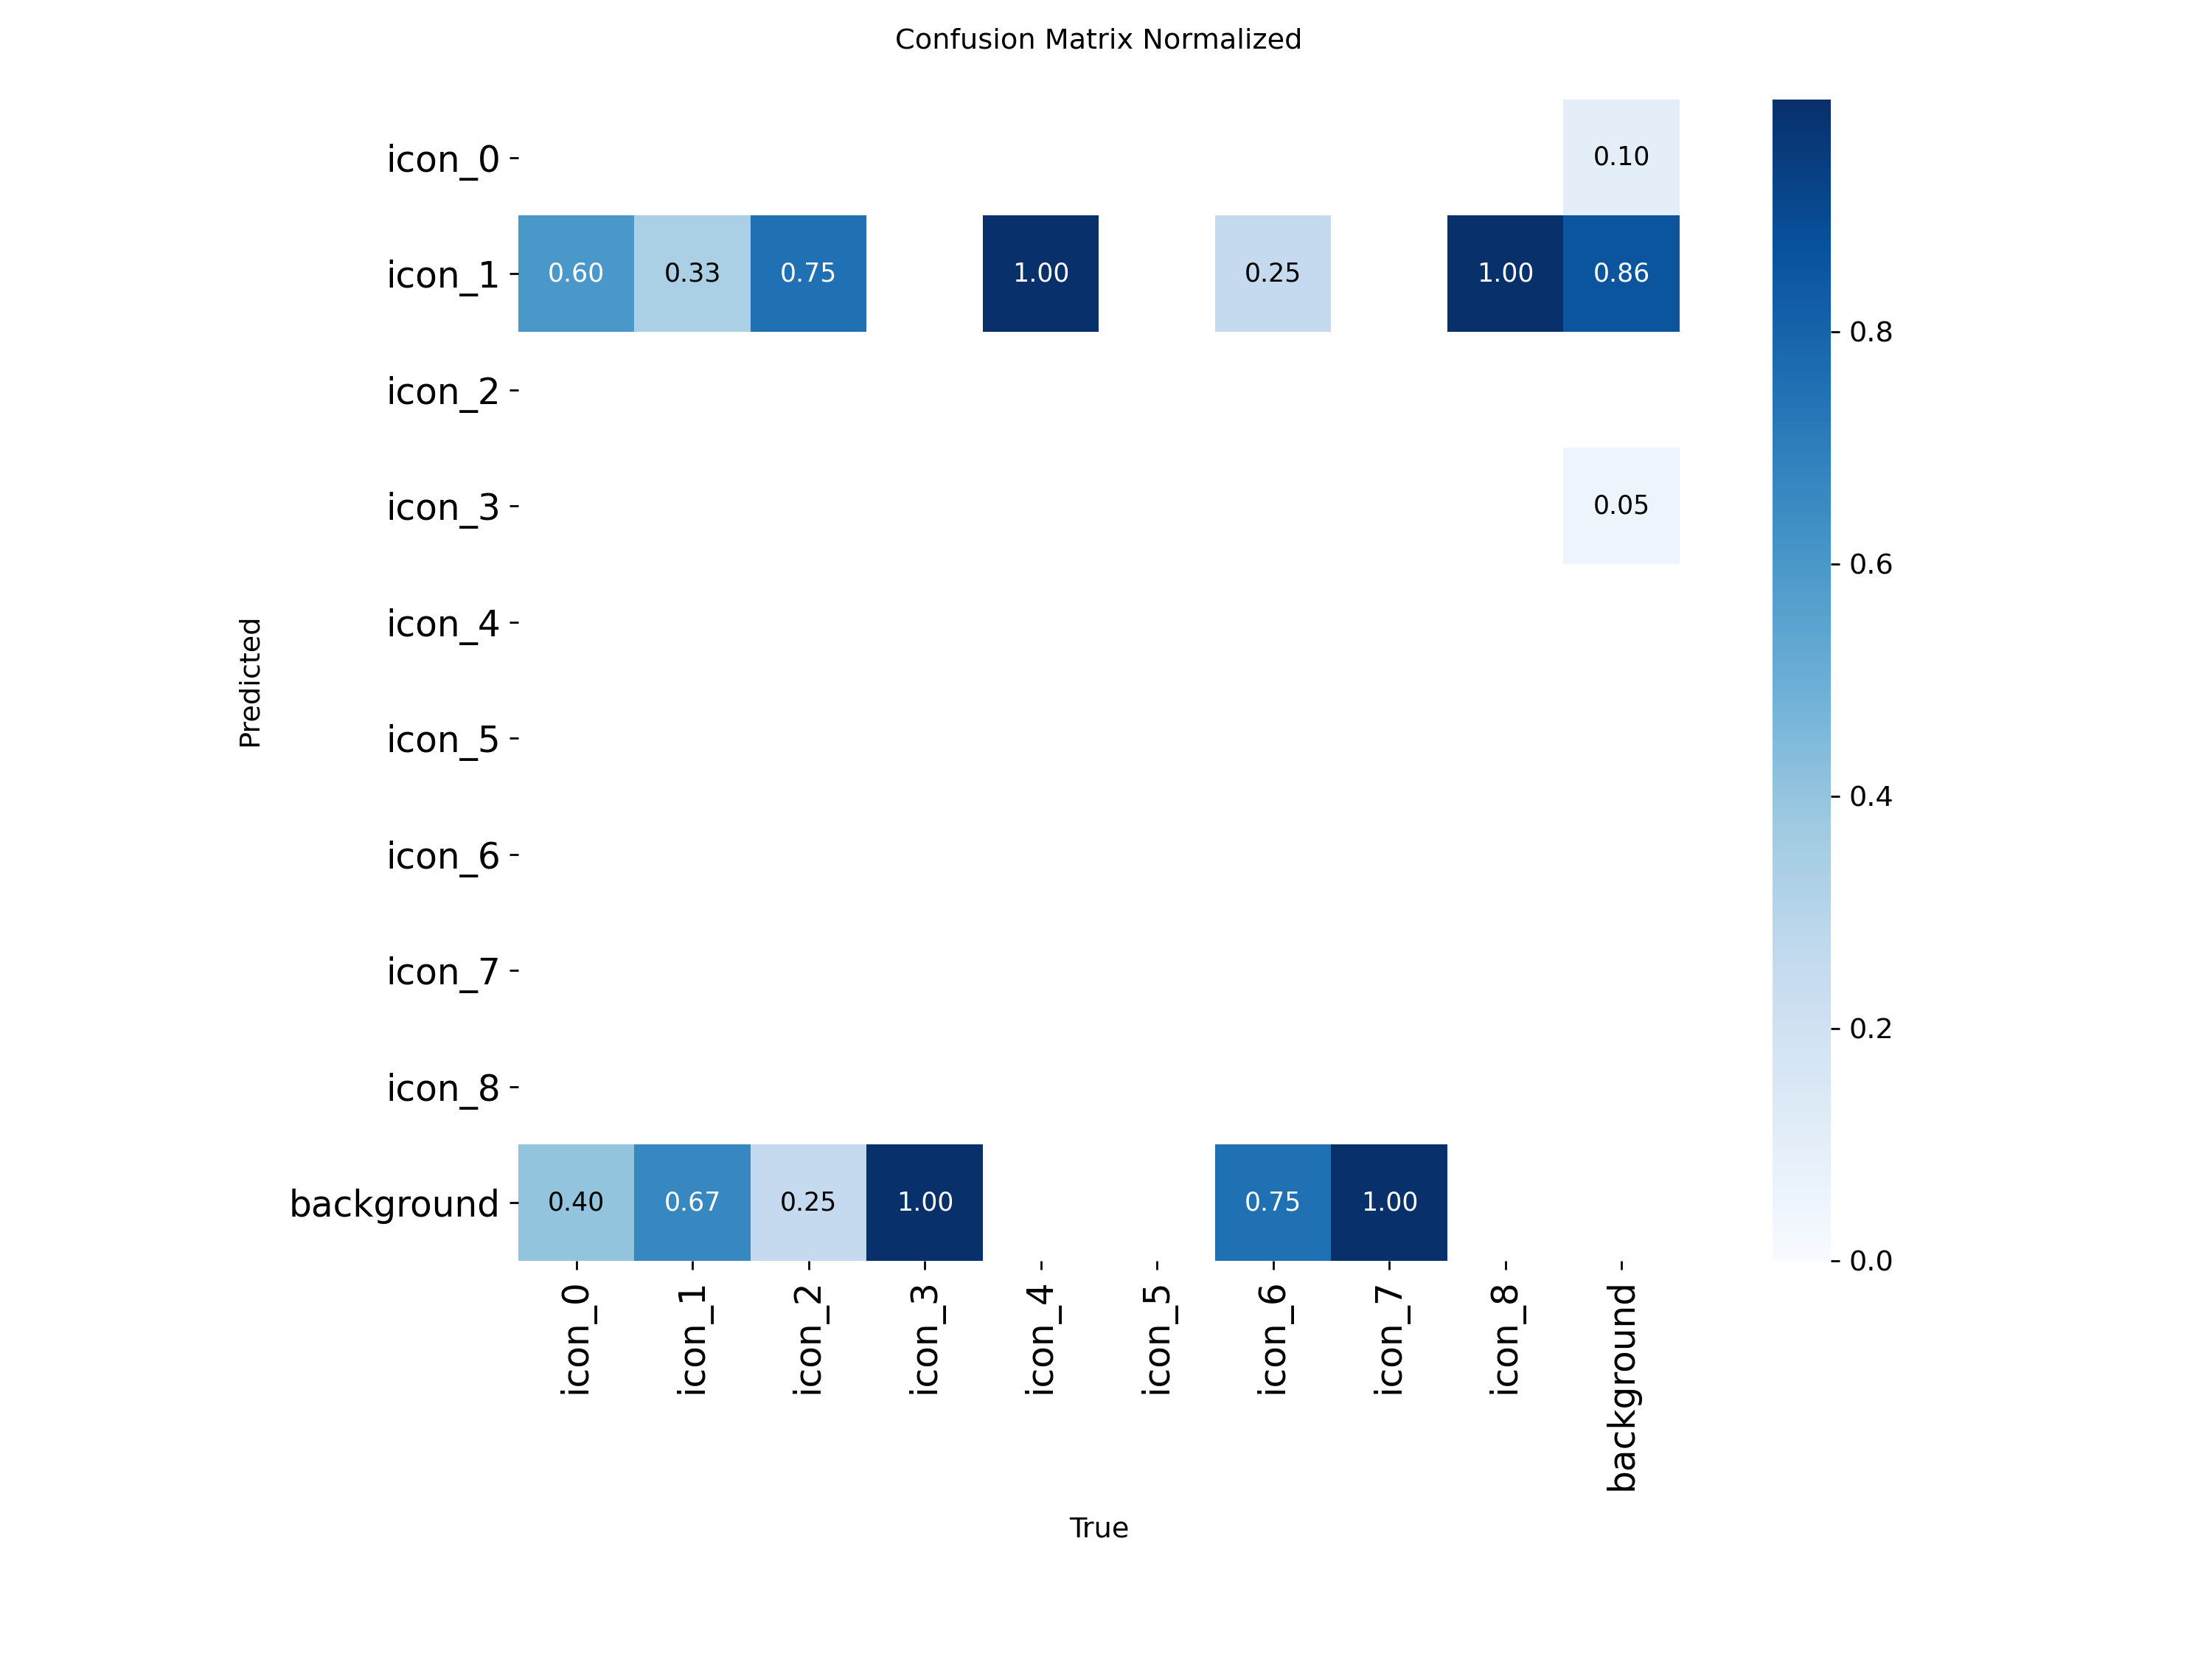 Confusion Matrix Normalized
icon_0 0.10
icon_1 0.60 0.33 0.75 1.00 0.25 1.00 0.86
icon_2
icon_3 0.05
icon_4
icon_5
icon_6
icon_7
icon_8
background 0.40 0.67 0.25 1.00 0.75 1.00
Predicted
icon_0 icon_1 icon_2 icon_3 icon_4 icon_5 icon_6 icon_7 icon_8 background
True
0.8
0.6
0.4
0.2
0.0